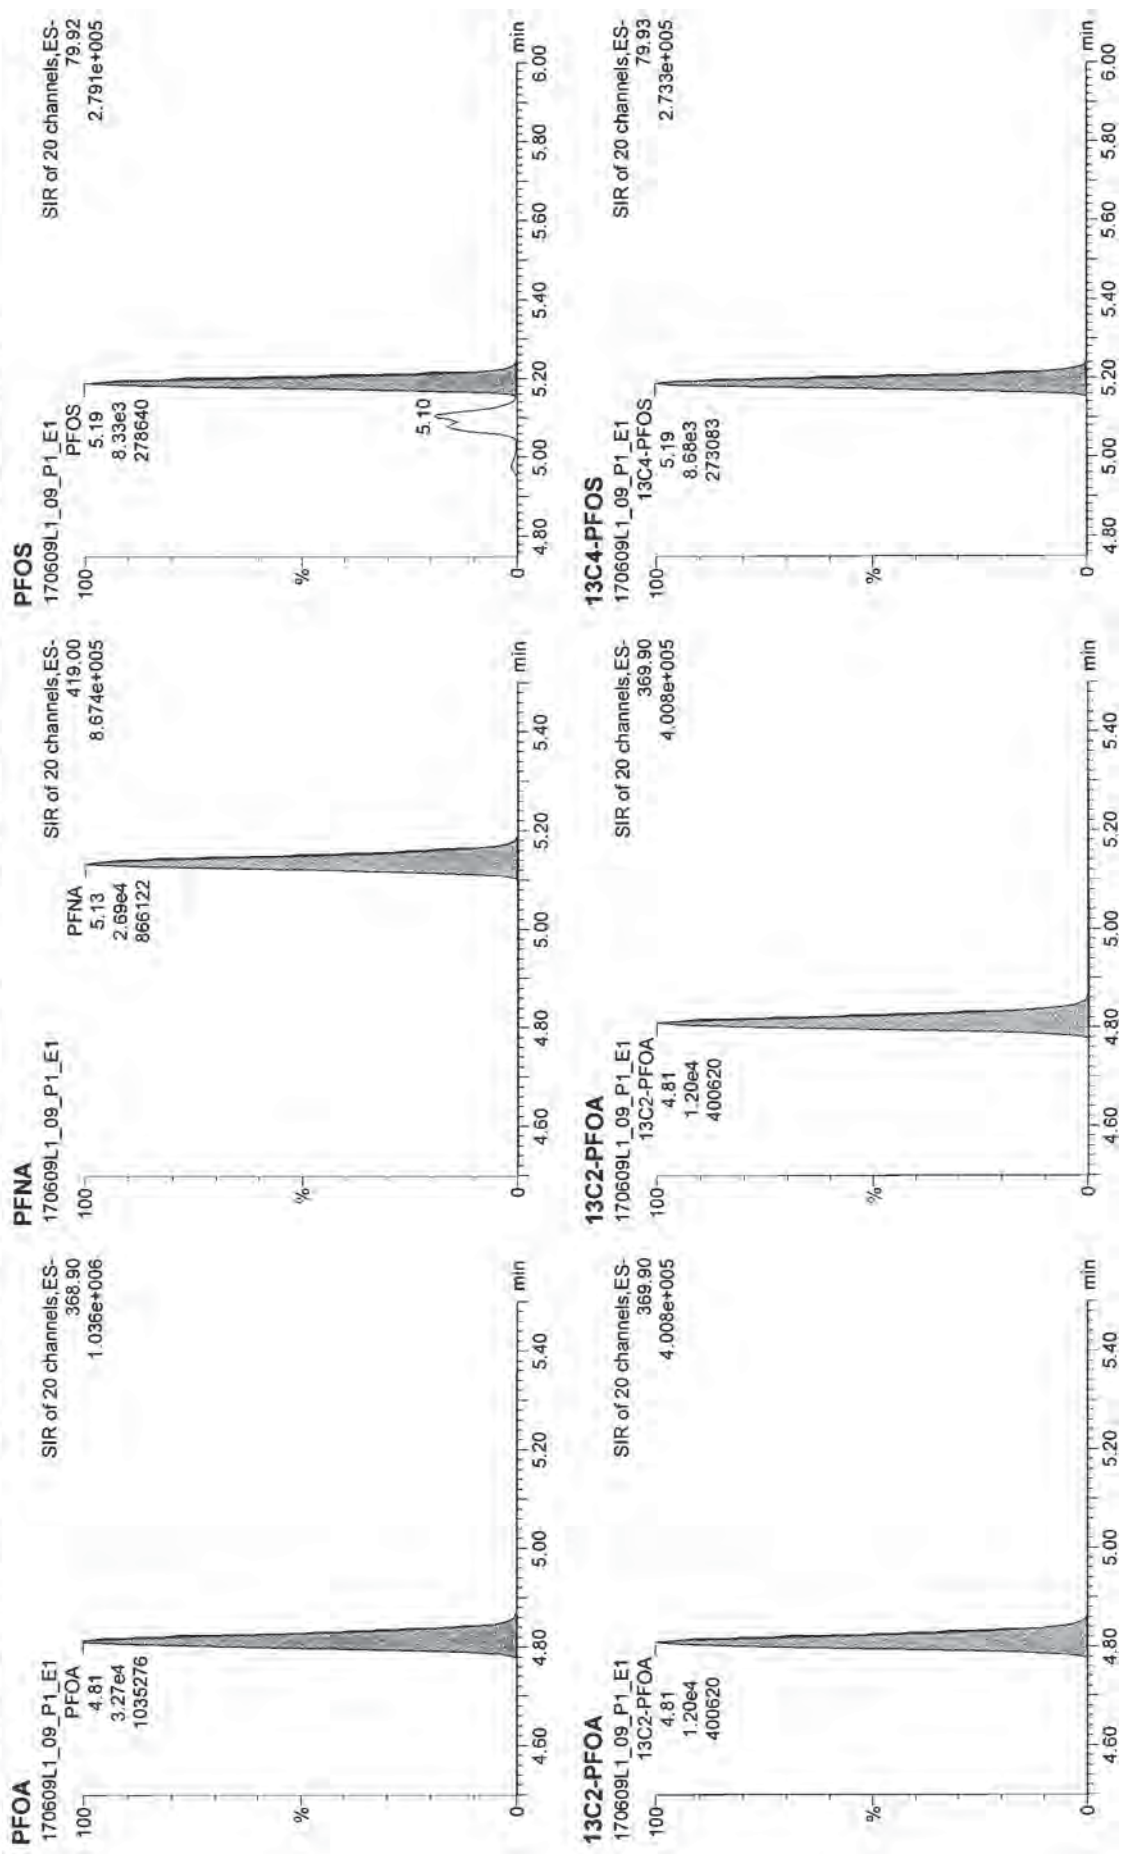 PFOA
170609L1_09_P1_E1
SIR of 20 channels,ES-
PFOA
368.90
4.81
1.036e+006
3.27e4
1035276
100
%
0
4.60
4.80
5.00
5.20
5.40
min
PFNA
170609L1_09_P1_E1
SIR of 20 channels,ES-
PFNA
419.00
5.13
8.674e+005
2.69e4
866122
100
%
0
4.60
4.80
5.00
5.20
5.40
min
PFOS
170609L1_09_P1_E1
SIR of 20 channels,ES-
PFOS
79.92
5.19
2.791e+005
8.33e3
278640
5.10
100
%
0
4.80
5.00
5.20
5.40
5.60
5.80
6.00
min
13C2-PFOA
170609L1_09_P1_E1
SIR of 20 channels,ES-
13C2-PFOA
369.90
4.81
4.008e+005
1.20e4
400620
100
%
0
4.60
4.80
5.00
5.20
5.40
min
13C2-PFOA
170609L1_09_P1_E1
SIR of 20 channels,ES-
13C2-PFOA
369.90
4.81
4.008e+005
1.20e4
400620
100
%
0
4.60
4.80
5.00
5.20
5.40
min
13C4-PFOS
170609L1_09_P1_E1
SIR of 20 channels,ES-
13C4-PFOS
79.93
5.19
2.733e+005
8.68e3
273083
100
%
0
4.80
5.00
5.20
5.40
5.60
5.80
6.00
min